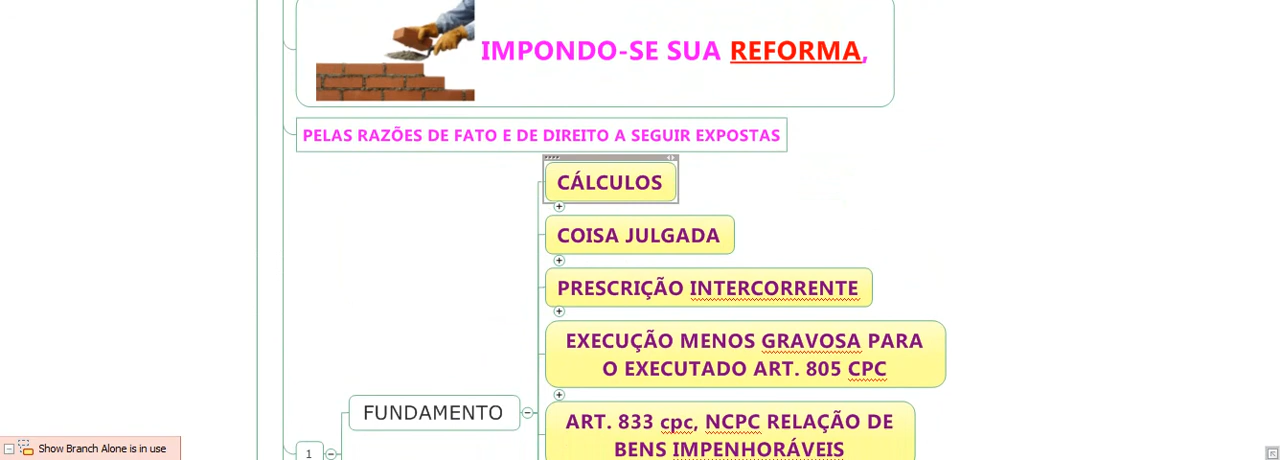 IMPONDO-SE SUA REFORMA,
PELAS RAZÕES DE FATO E DE DIREITO A SEGUIR EXPOSTAS
CÁLCULOS
COISA JULGADA
PRESCRIÇÃO INTERCORRENTE
EXECUÇÃO MENOS GRAVOSA PARA
O EXECUTADO ART. 805 CPC
FUNDAMENTO
ART. 833 cpc, NCPC RELAÇÃO DE
BENS IMPENHORÁVEIS
1
Show Branch Alone is in use